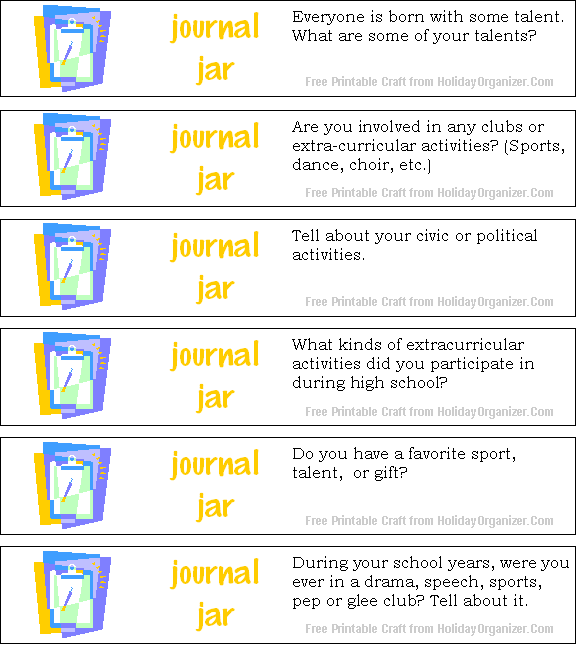 journal
jar
Everyone is born with some talent.
What are some of your talents?
Free Printable Craft from HolidayOrganizer.Com
journal
jar
Are you involved in any clubs or
extra-curricular activities? (Sports,
dance, choir, etc.)
Free Printable Craft from HolidayOrganizer.Com
journal
jar
Tell about your civic or political
activities.
Free Printable Craft from HolidayOrganizer.Com
journal
jar
What kinds of extracurricular
activities did you participate in
during high school?
Free Printable Craft from HolidayOrganizer.Com
journal
jar
Do you have a favorite sport,
talent,  or gift?
Free Printable Craft from HolidayOrganizer.Com
journal
jar
During your school years, were you
ever in a drama, speech, sports,
pep or glee club? Tell about it.
Free Printable Craft from HolidayOrganizer.Com